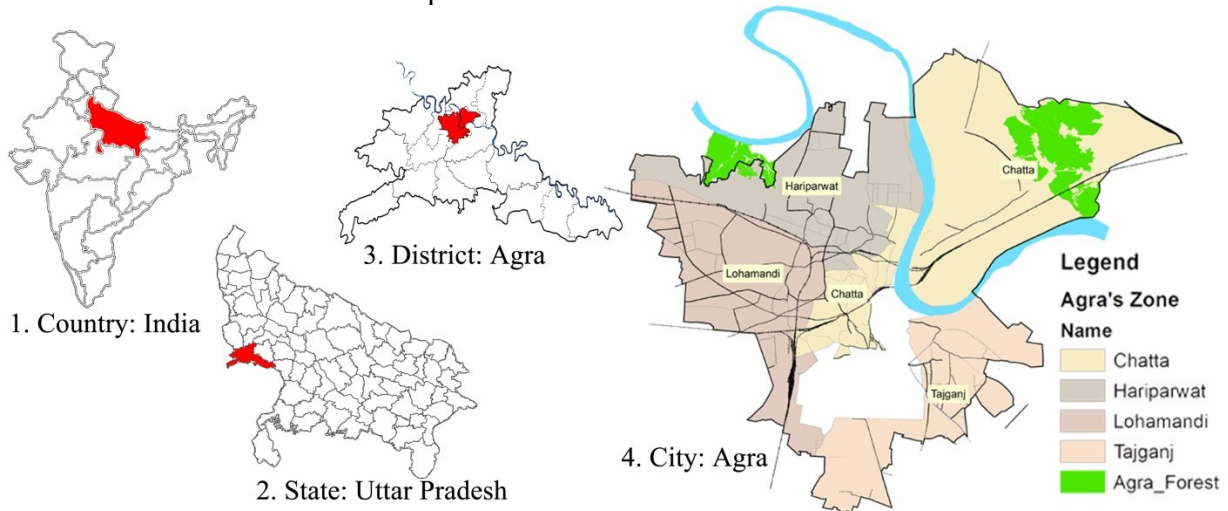 1. Country: India
2. State: Uttar Pradesh
3. District: Agra
4. City: Agra
Hariparwat
Chatta
Lohamandi
Chatta
Tajganj
Legend
Agra's Zone
Name
Chatta
Hariparwat
Lohamandi
Tajganj
Agra_Forest